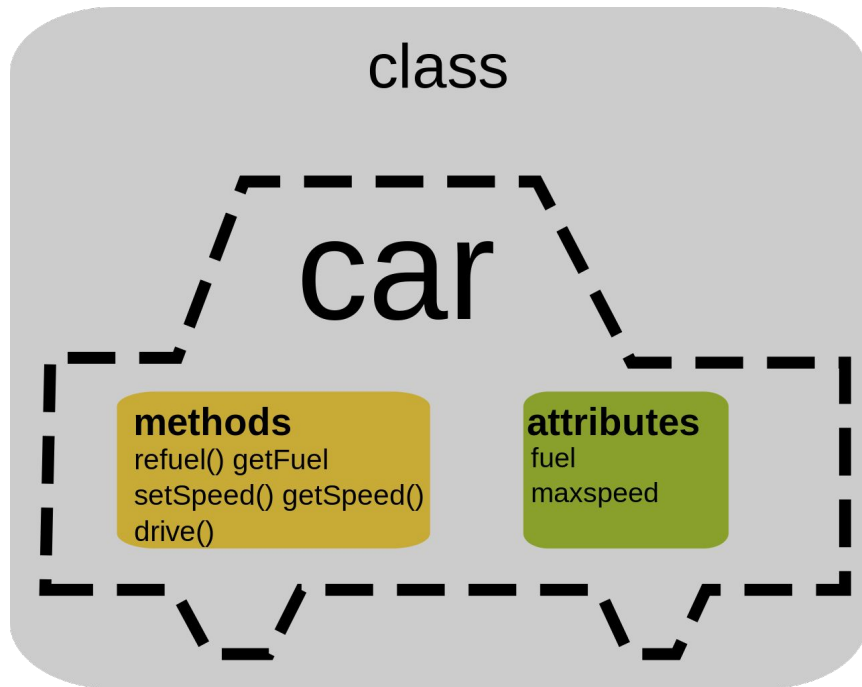 class
car
methods
refuel() getFuel
setSpeed() getSpeed()
drive()
attributes
fuel
maxspeed